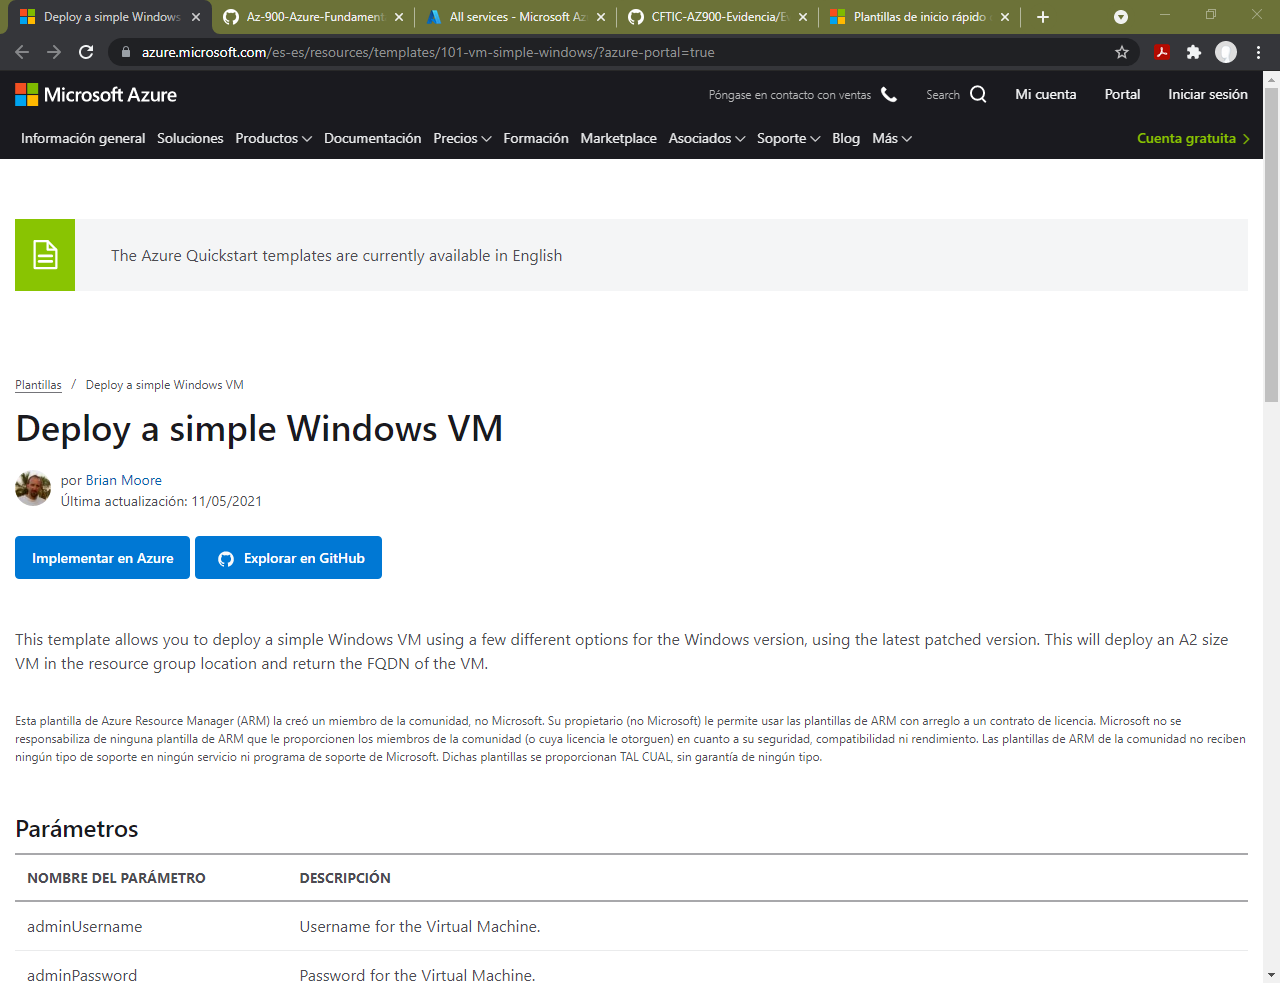 Deploy a simple Windows
Az-900-Azure-Fundament
All services - Microsoft Az
CFTIC-AZ900-Evidencia/E
Plantillas de inicio rápido
azure.microsoft.com/es-es/resources/templates/101-vm-simple-windows/?azure-portal=true
Microsoft Azure
Póngase en contacto con ventas
Search
Mi cuenta
Portal
Iniciar sesión
Información general
Soluciones
Productos
Documentación
Precios
Formación
Marketplace
Asociados
Soporte
Blog
Más
Cuenta gratuita
The Azure Quickstart templates are currently available in English
Plantillas / Deploy a simple Windows VM
Deploy a simple Windows VM
por Brian Moore
Última actualización: 11/05/2021
Implementar en Azure
Explorar en GitHub
This template allows you to deploy a simple Windows VM using a few different options for the Windows version, using the latest patched version. This will deploy an A2 size
VM in the resource group location and return the FQDN of the VM.
Esta plantilla de Azure Resource Manager (ARM) la creó un miembro de la comunidad, no Microsoft. Su propietario (no Microsoft) le permite usar las plantillas de ARM con arreglo a un contrato de licencia. Microsoft no se
responsabiliza de ninguna plantilla de ARM que le proporcionen los miembros de la comunidad (o cuya licencia le otorguen) en cuanto a su seguridad, compatibilidad ni rendimiento. Las plantillas de ARM de la comunidad no reciben
ningún tipo de soporte en ningún servicio ni programa de soporte de Microsoft. Dichas plantillas se proporcionan TAL CUAL, sin garantía de ningún tipo.
Parámetros
NOMBRE DEL PARÁMETRO
DESCRIPCIÓN
adminUsername
Username for the Virtual Machine.
adminPassword
Password for the Virtual Machine.